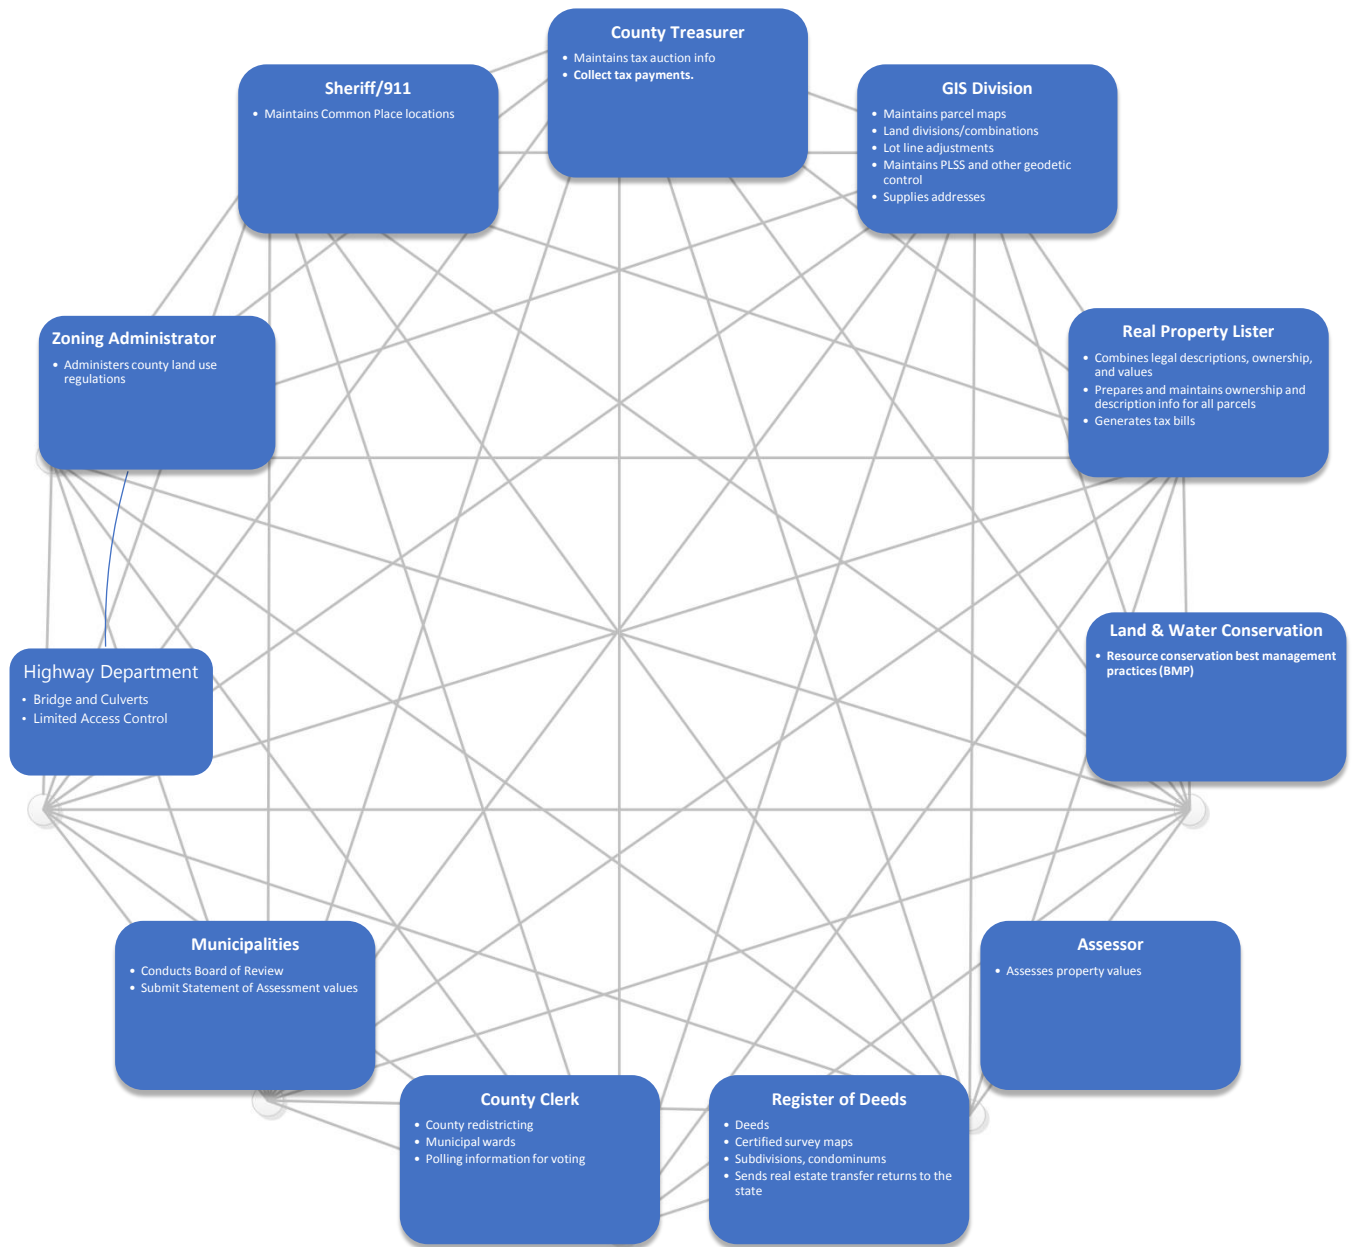 County Treasurer
• Maintains tax auction info
• Collect tax payments.
Sheriff/911
• Maintains Common Place locations
GIS Division
• Maintains parcel maps
• Land divisions/combinations
• Lot line adjustments
• Maintains PLSS and other geodetic
control
• Supplies addresses
Zoning Administrator
• Administers county land use
regulations
Real Property Lister
• Combines legal descriptions, ownership,
and values
• Prepares and maintains ownership and
description info for all parcels
• Generates tax bills
Highway Department
• Bridge and Culverts
• Limited Access Control
Land & Water Conservation
• Resource conservation best management
practices (BMP)
Municipalities
• Conducts Board of Review
• Submit Statement of Assessment values
Assessor
• Assesses property values
County Clerk
• County redistricting
• Municipal wards
• Polling information for voting
Register of Deeds
• Deeds
• Certified survey maps
• Subdivisions, condominums
• Sends real estate transfer returns to the
state